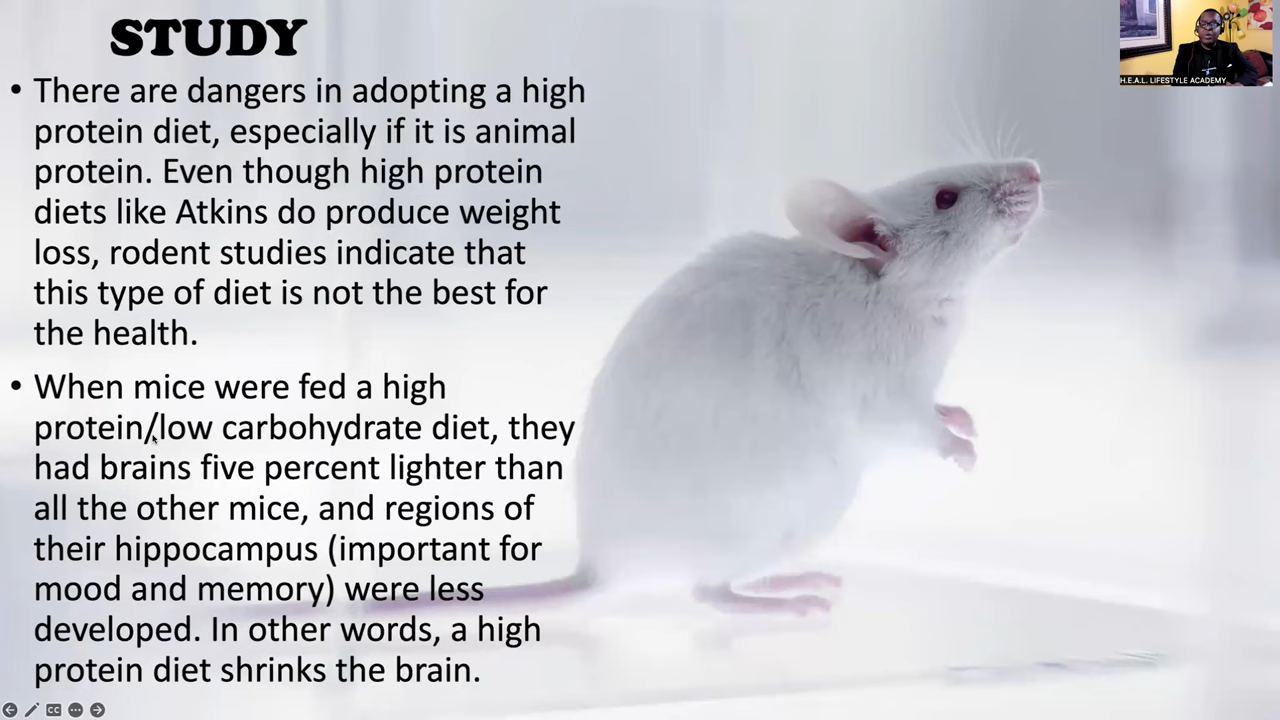 STUDY
• There are dangers in adopting a high
protein diet, especially if it is animal
protein. Even though high protein
diets like Atkins do produce weight
loss, rodent studies indicate that
this type of diet is not the best for
the health.
• When mice were fed a high
protein/low carbohydrate diet, they
had brains five percent lighter than
all the other mice, and regions of
their hippocampus (important for
mood and memory) were less
developed. In other words, a high
protein diet shrinks the brain.
H.E.A.L. LIFESTYLE ACADEMY
CC